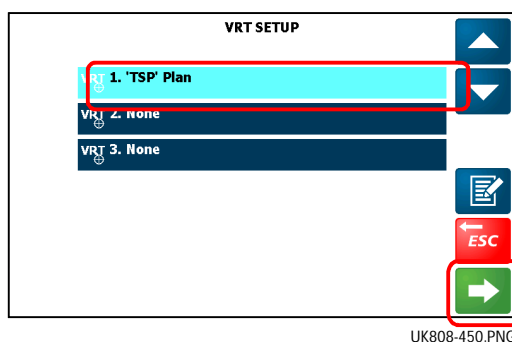 VRT SETUP
VRT 1. 'TSP' Plan
VRT 2. None
VRT 3. None
ESC
UK808-450.PNG